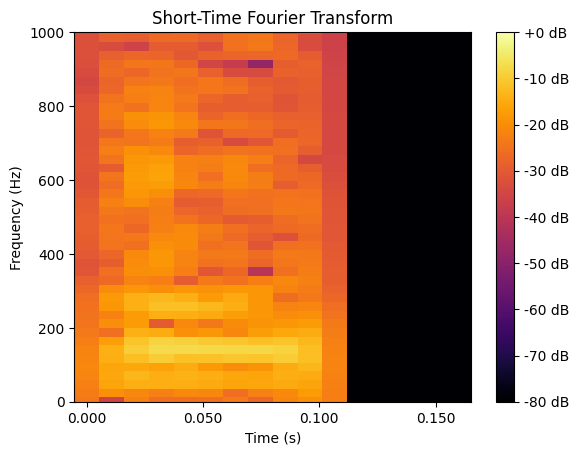 Short-Time Fourier Transform
1000
800
600
400
200
0
Frequency (Hz)
0.000
0.050
0.100
0.150
Time (s)
+0 dB
-10 dB
-20 dB
-30 dB
-40 dB
-50 dB
-60 dB
-70 dB
-80 dB